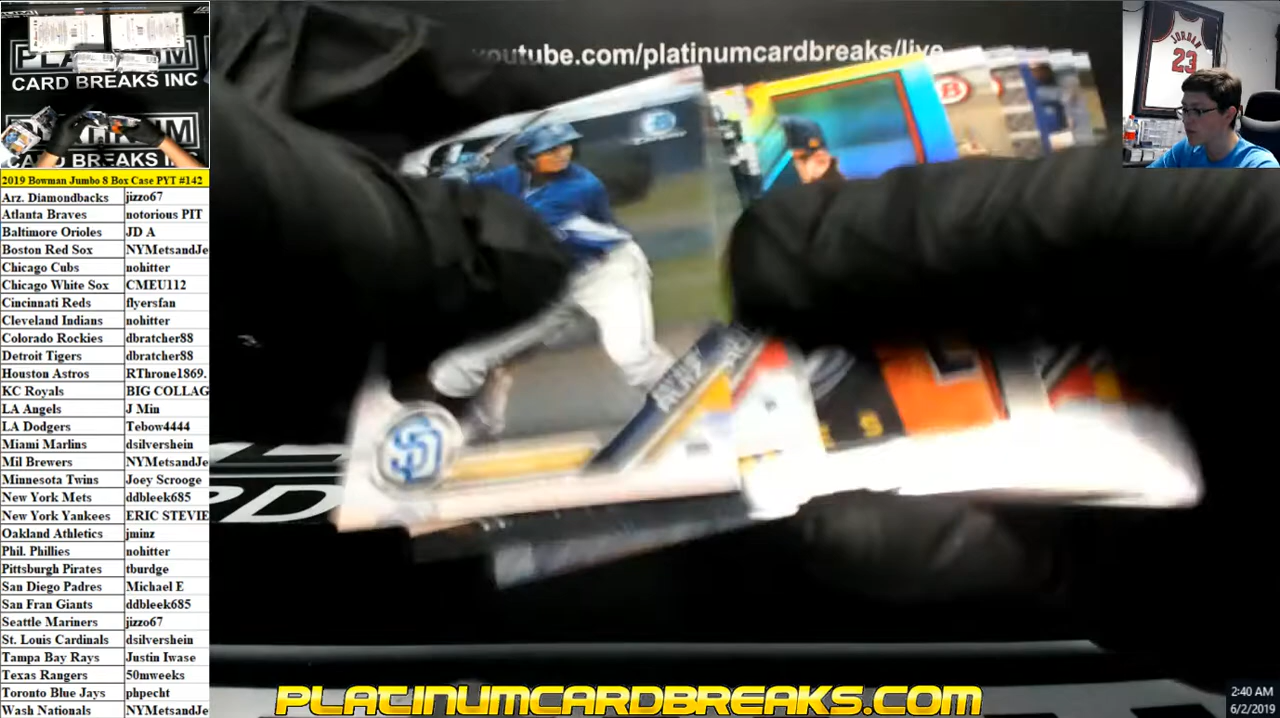 youtube.com/platinumcardbreaks/live
CARD BREAKS INC
CARD BREAKS INC
JORDAN
23
2019 Bowman Jumbo 8 Box Case PYT #142
Arz. Diamondbacks jizzo67
Atlanta Braves notorious PIT
Baltimore Orioles JD A
Boston Red Sox NYMetsandJe
Chicago Cubs nohitter
Chicago White Sox CMEU112
Cincinnati Reds flyersfan
Cleveland Indians nohitter
Colorado Rockies dbratcher88
Detroit Tigers dbratcher88
Houston Astros RThrone1869.
KC Royals BIG COLLAG
LA Angels J Min
LA Dodgers Tebow4444
Miami Marlins dsilvershein
Mil Brewers NYMetsandJe
Minnesota Twins Joey Scrooge
New York Mets ddbleek685
New York Yankees ERIC STEVIE
Oakland Athletics jminz
Phil. Phillies nohitter
Pittsburgh Pirates tburdge
San Diego Padres Michael E
San Fran Giants ddbleek685
Seattle Mariners jizzo67
St. Louis Cardinals dsilvershein
Tampa Bay Rays Justin Iwase
Texas Rangers 50mweeks
Toronto Blue Jays phpecht
Wash Nationals NYMetsandJe
SD
PLATINUMCARDBREAKS.COM
2:40 AM
6/2/2019